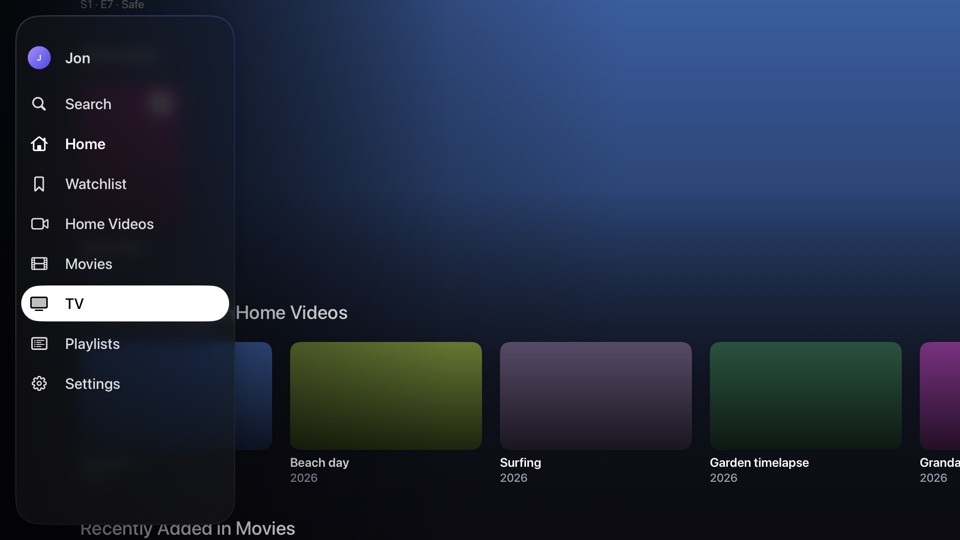 S1 · E7 · Safe
J
Jon
Search
Home
Watchlist
Home Videos
Movies
TV
Playlists
Settings
Home Videos
Beach day
2026
Surfing
2026
Garden timelapse
2026
Granda
2026
Recently Added in Movies